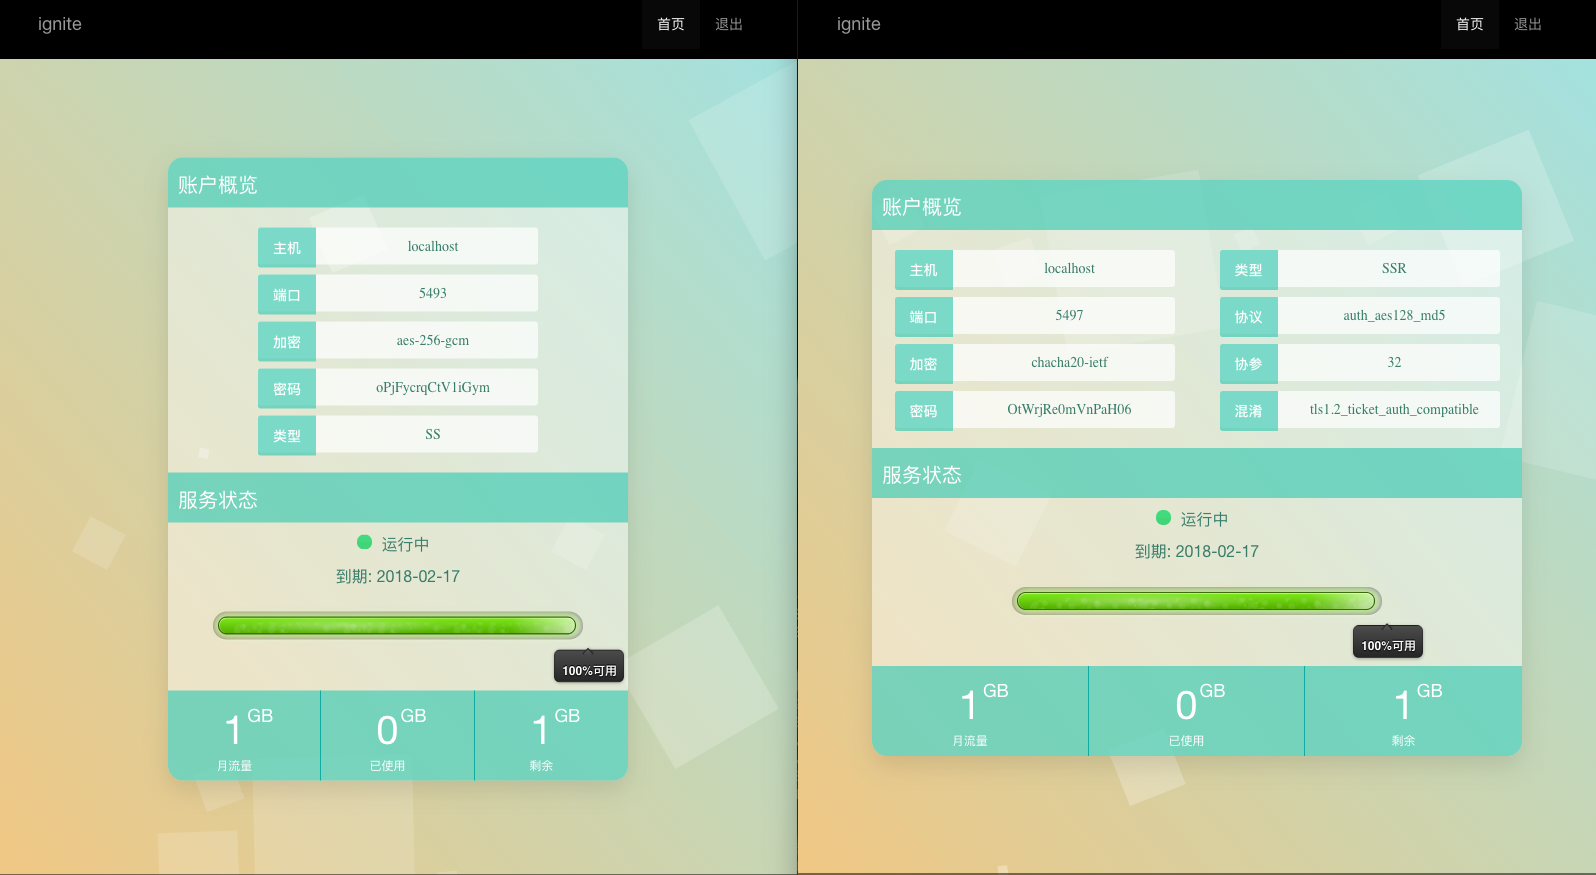 ignite
首页 退出
账户概览
主机 localhost
端口 5493
加密 aes-256-gcm
密码 oPjFycrqCtV1iGym
类型 SS
服务状态
运行中
到期: 2018-02-17
100%可用
1 GB 0 GB 1 GB
月流量 已使用 剩余
ignite
首页 退出
账户概览
主机 localhost 类型 SSR
端口 5497 协议 auth_aes128_md5
加密 chacha20-ietf 协参 32
密码 OtWrjRe0mVnPaH06 混淆 tls1.2_ticket_auth_compatible
服务状态
运行中
到期: 2018-02-17
100%可用
1 GB 0 GB 1 GB
月流量 已使用 剩余